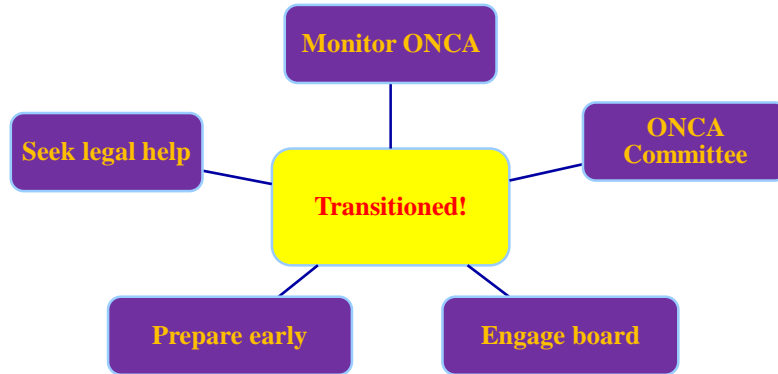 Monitor ONCA
ONCA
Committee
Seek legal help
Transitioned!
Prepare early
Engage board